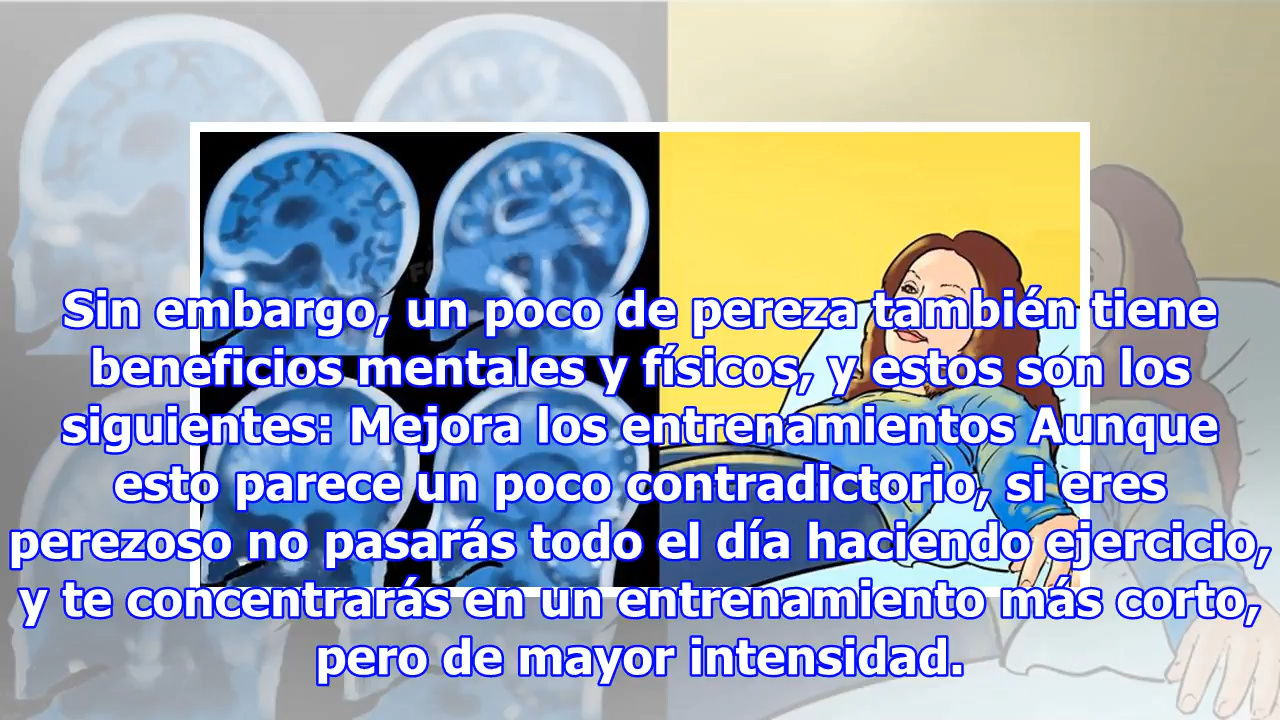 Sin embargo, un poco de pereza también tiene
beneficios mentales y físicos, y estos son los
siguientes: Mejora los entrenamientos Aunque
esto parece un poco contradictorio, si eres
perezoso no pasarás todo el día haciendo ejercicio,
y te concentrarás en un entrenamiento más corto,
pero de mayor intensidad.